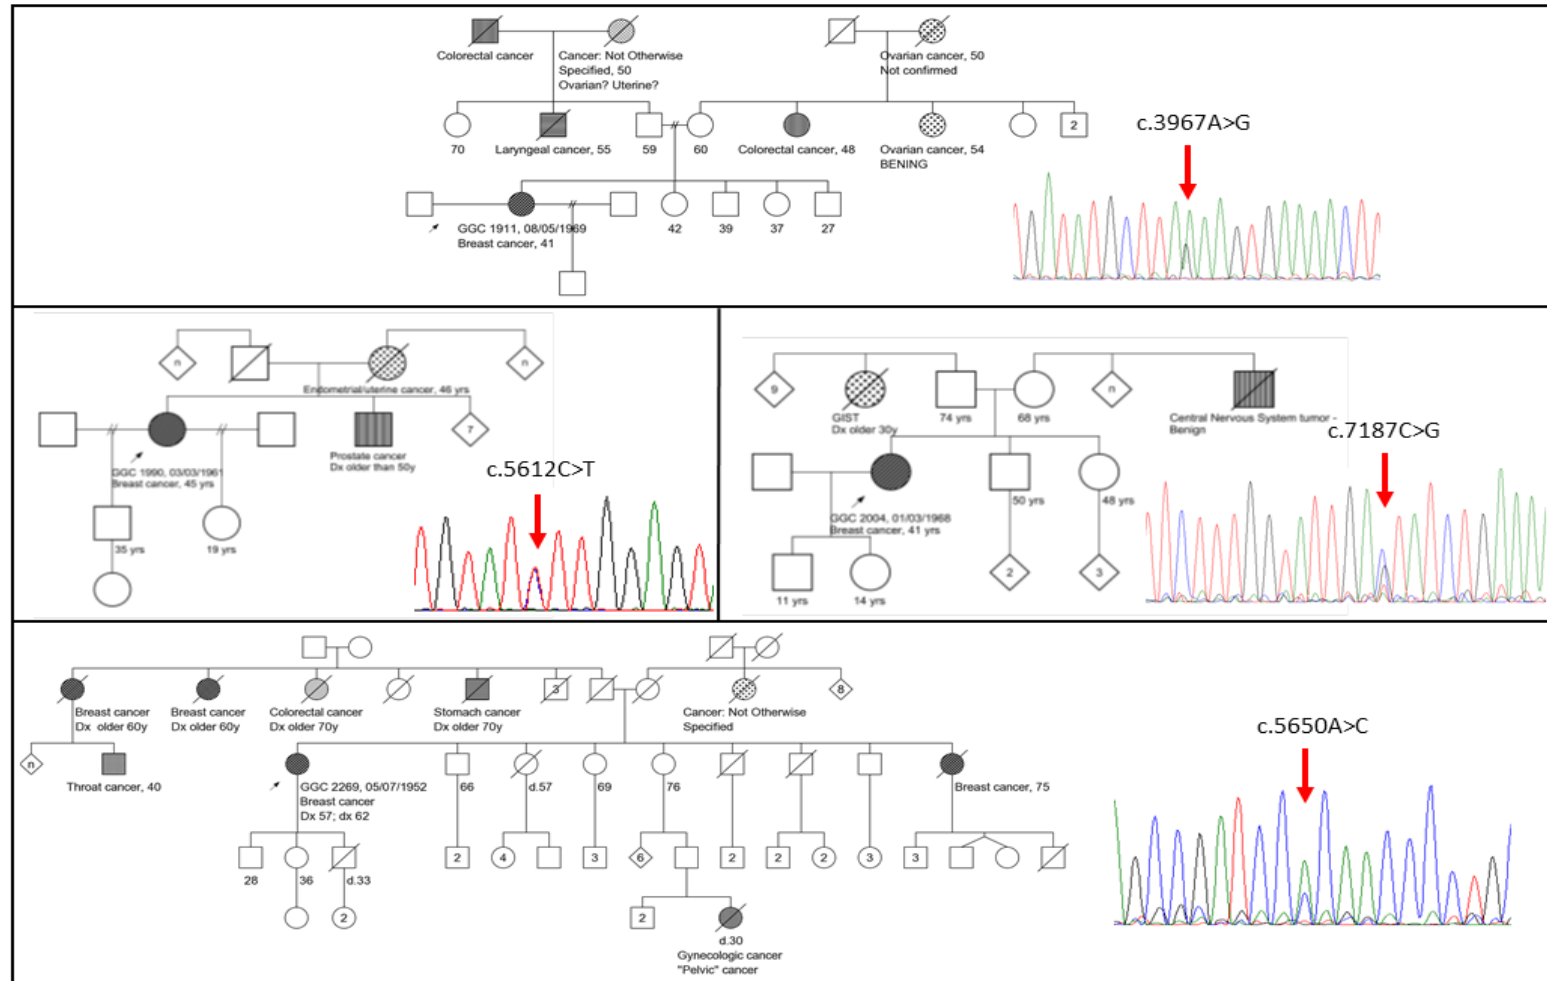 Colorectal cancer
Cancer: Not Otherwise
Specified, 50
Ovarian? Uterine?
Ovarian cancer, 50
Not confirmed
70
Laryngeal cancer, 55
59
60
Colorectal cancer, 48
Ovarian cancer, 54
BENING
2
GGC 1911, 08/05/1969
Breast cancer, 41
42
39
37
27
c.3967A>G
n
n
Endometrial/uterine cancer, 46 yrs
7
Prostate cancer
Dx older than 50y
GGC 1990, 03/03/1961
Breast cancer, 45 yrs
35 yrs
19 yrs
c.5612C>T
9
GIST
Dx older 30y
74 yrs
68 yrs
n
Central Nervous System tumor -
Benign
GGC 2004, 01/03/1968
Breast cancer, 41 yrs
50 yrs
48 yrs
11 yrs
14 yrs
2
3
c.7187C>G
Breast cancer
Dx older 60y
Breast cancer
Dx older 60y
Colorectal cancer
Dx older 70y
Stomach cancer
Dx older 70y
3
Cancer: Not Otherwise
Specified
8
n
Throat cancer, 40
GGC 2269, 05/07/1952
Breast cancer
Dx 57; dx 62
66
d.57
69
76
Breast cancer, 75
28
36
d.33
2
4
3
6
2
2
2
3
3
2
2
d.30
Gynecologic cancer
"Pelvic" cancer
c.5650A>C